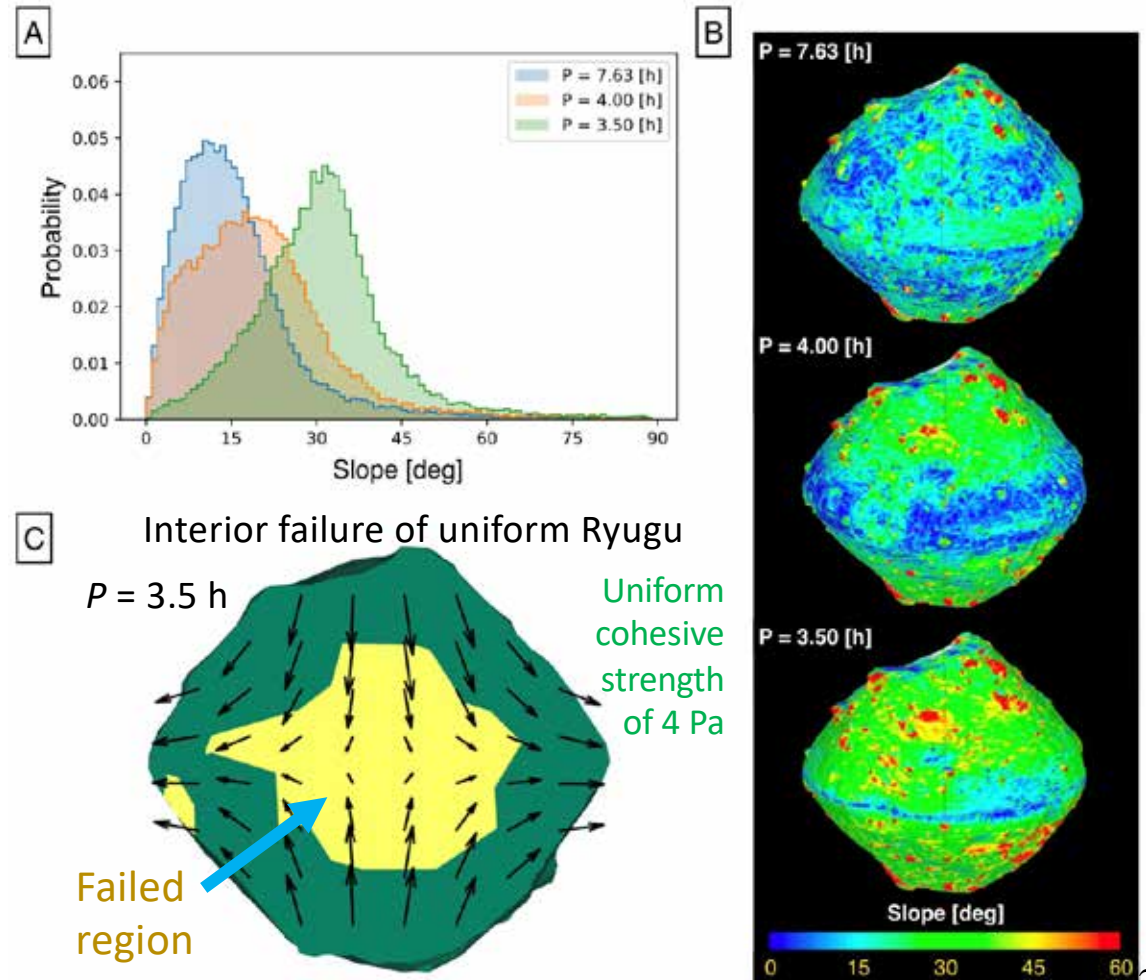 A
0.06
0.05
0.04
0.03
0.02
0.01
0.00
Probability
P = 7.63 [h]
P = 4.00 [h]
P = 3.50 [h]
0 15 30 45 60 75 90
Slope [deg]
B
P = 7.63 [h]
P = 4.00 [h]
P = 3.50 [h]
Slope [deg]
0 15 30 45 60
C
Interior failure of uniform Ryugu
P = 3.5 h
Uniform
cohesive
strength
of 4 Pa
Failed
region